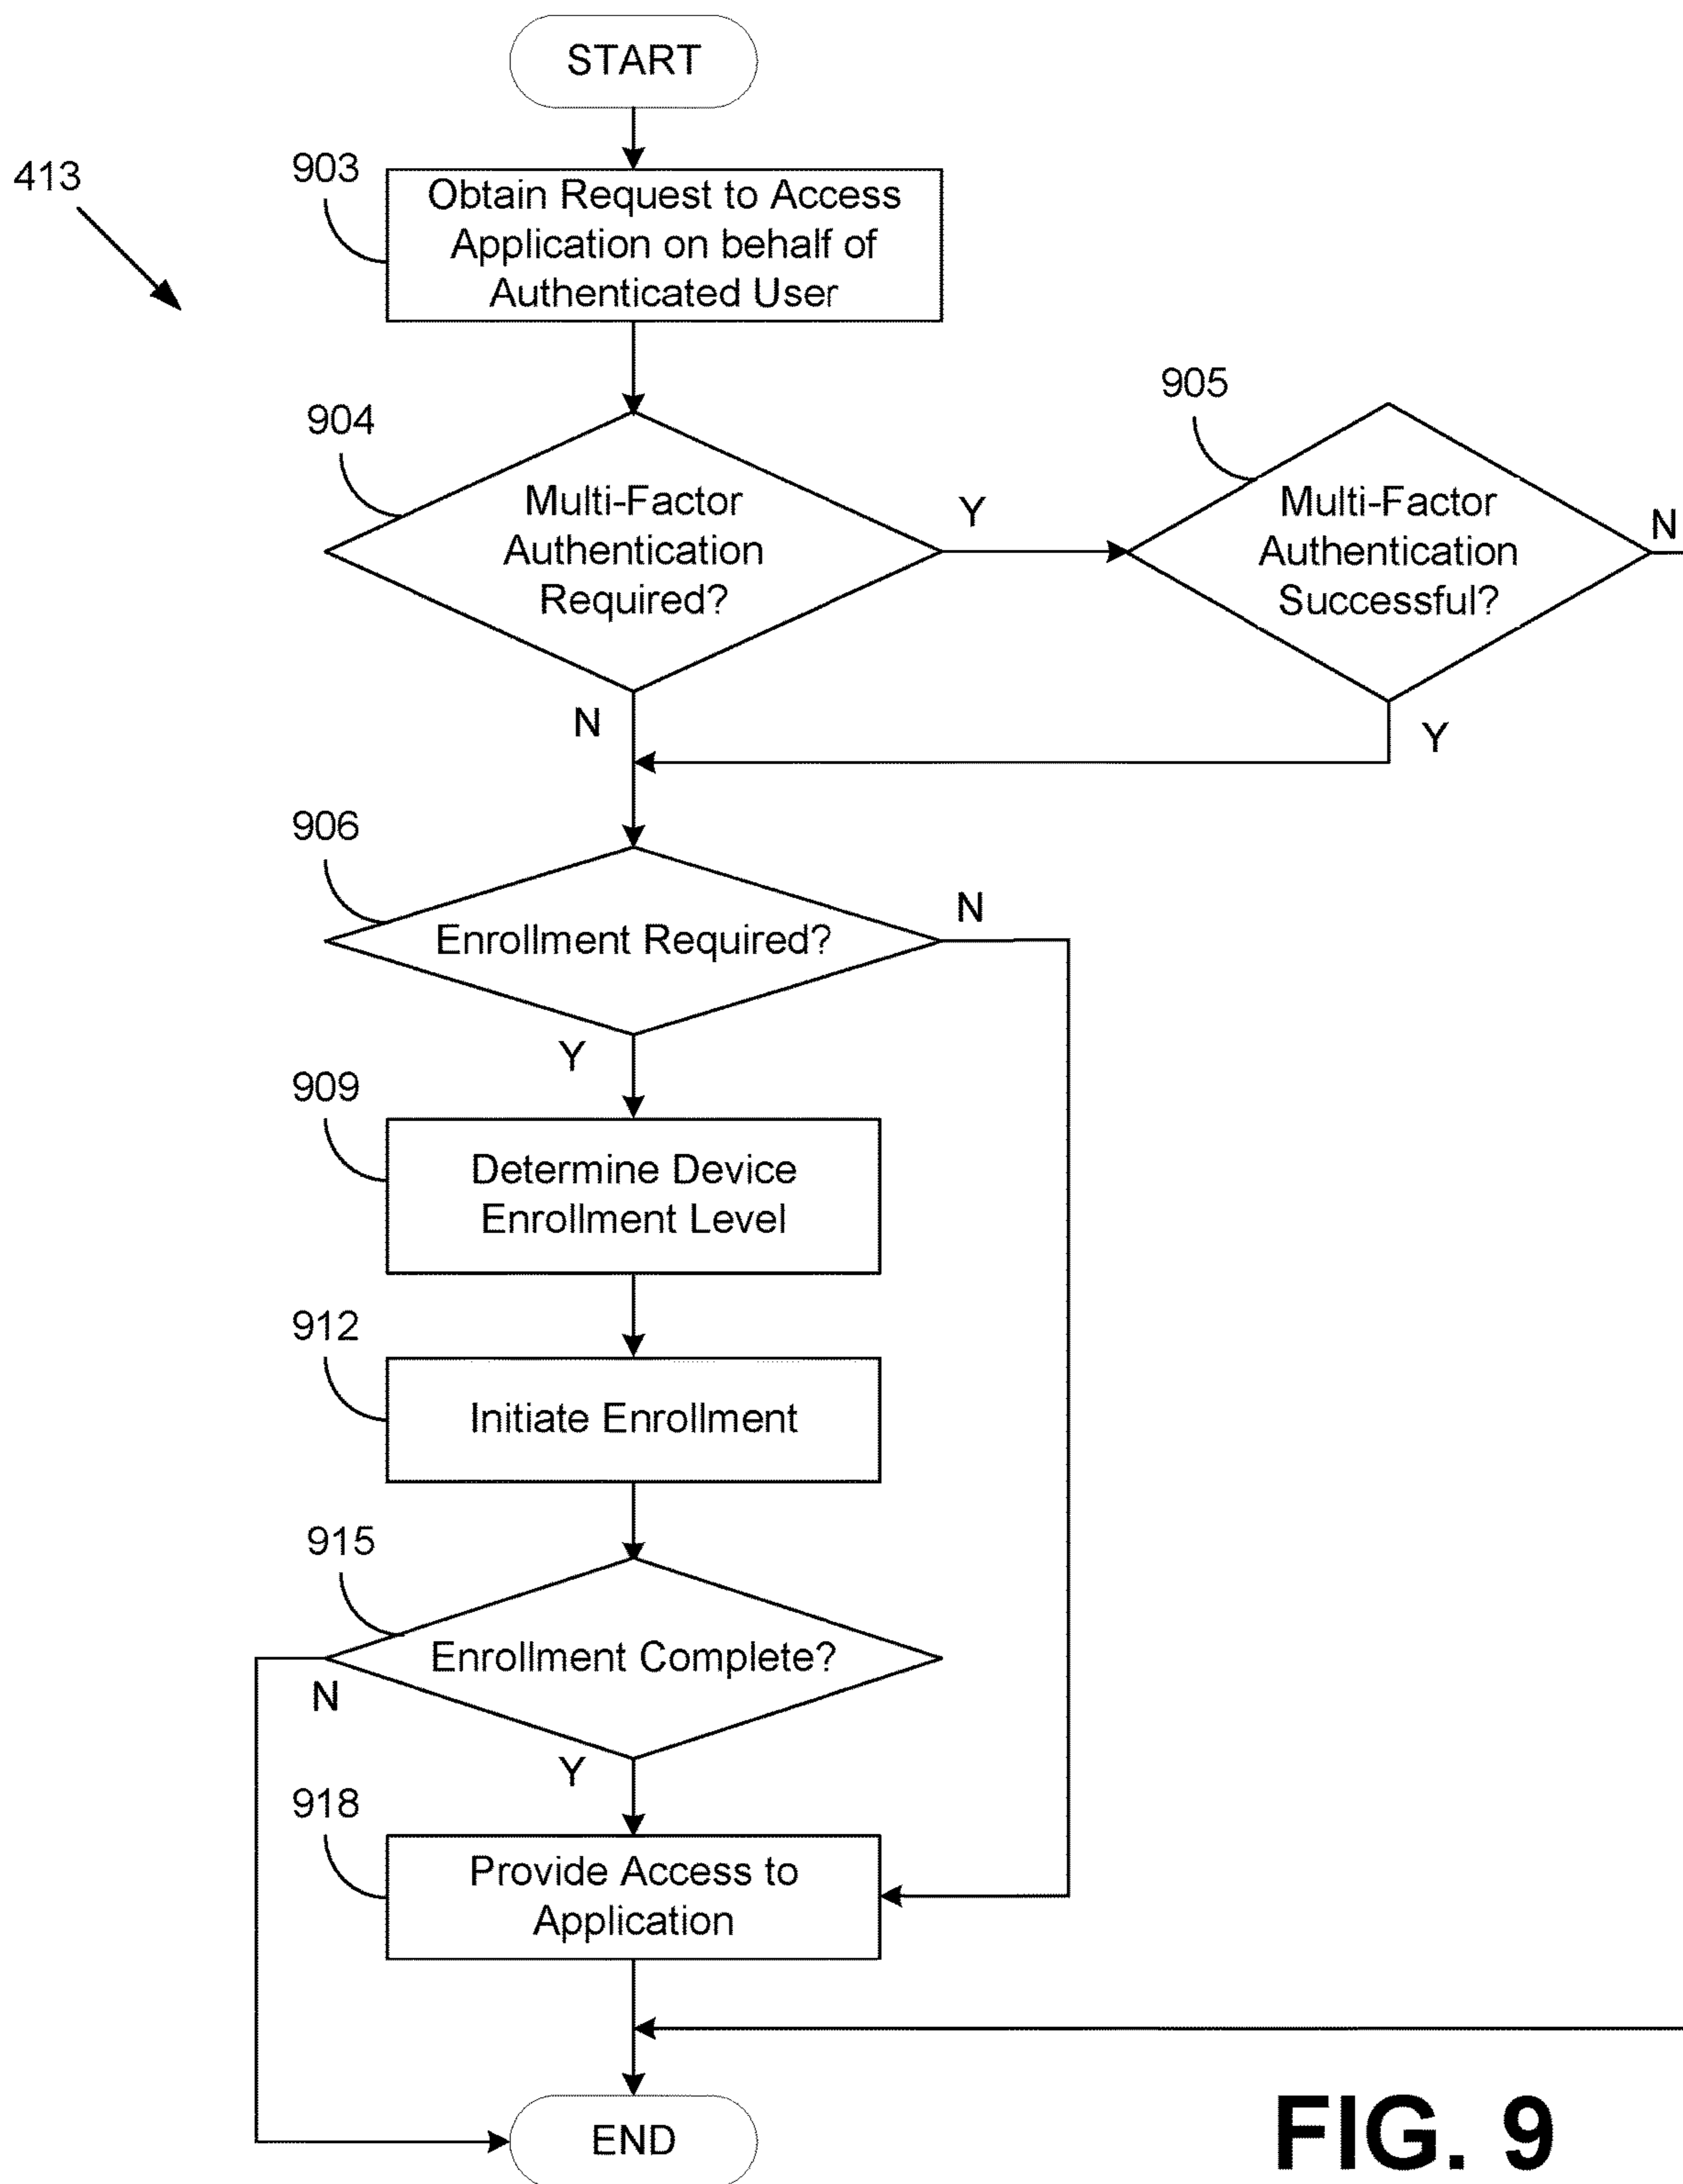 START
413
903
Obtain Request to Access
Application on behalf of
Authenticated User
904
Multi-Factor
Authentication
Required?
Y
905
Multi-Factor
Authentication
Successful?
N
N
Y
906
Enrollment Required?
N
Y
909
Determine Device
Enrollment Level
912
Initiate Enrollment
915
Enrollment Complete?
N
Y
918
Provide Access to
Application
END
FIG. 9